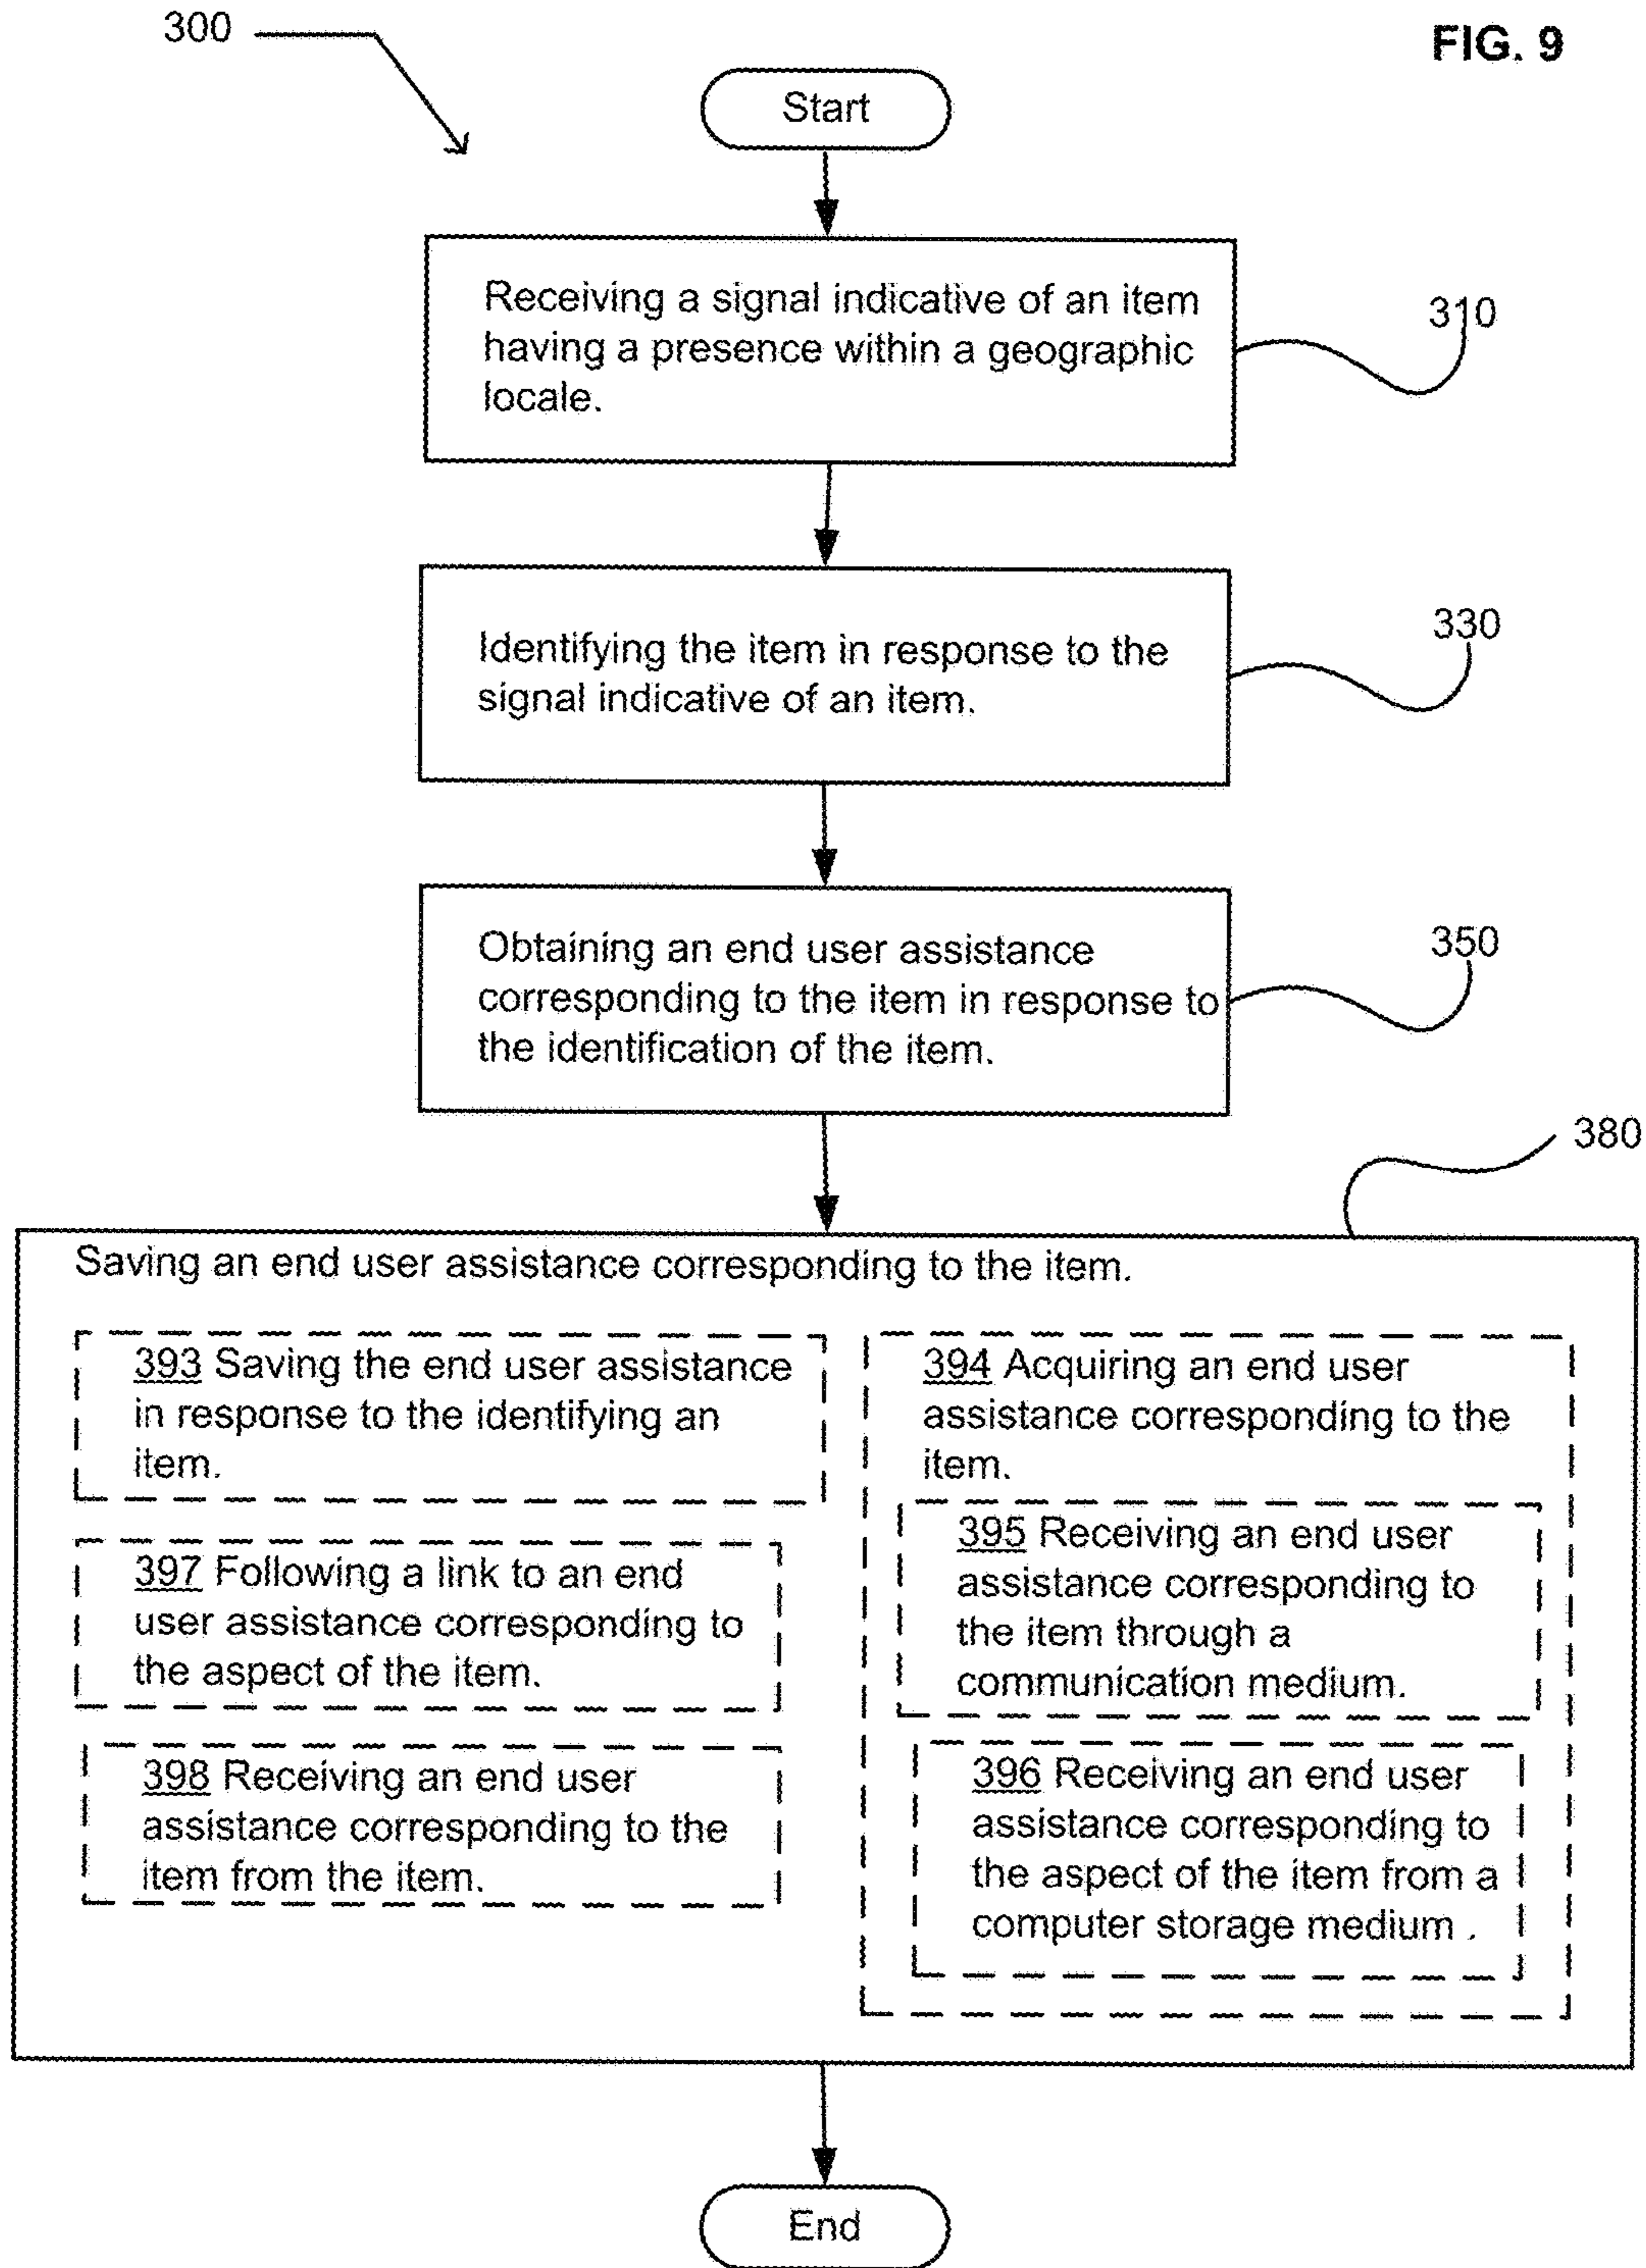 300
FIG. 9
Start
Receiving a signal indicative of an item
having a presence within a geographic
locale.
310
Identifying the item in response to the
signal indicative of an item.
330
Obtaining an end user assistance
corresponding to the item in response to
the identification of the item.
350
380
Saving an end user assistance corresponding to the item.
393 Saving the end user assistance
in response to the identifying an
item.
397 Following a link to an end
user assistance corresponding to
the aspect of the item.
398 Receiving an end user
assistance corresponding to the
item from the item.
394 Acquiring an end user
assistance corresponding to the
item.
395 Receiving an end user
assistance corresponding to
the item through a
communication medium.
396 Receiving an end user
assistance corresponding to
the aspect of the item from a
computer storage medium .
End